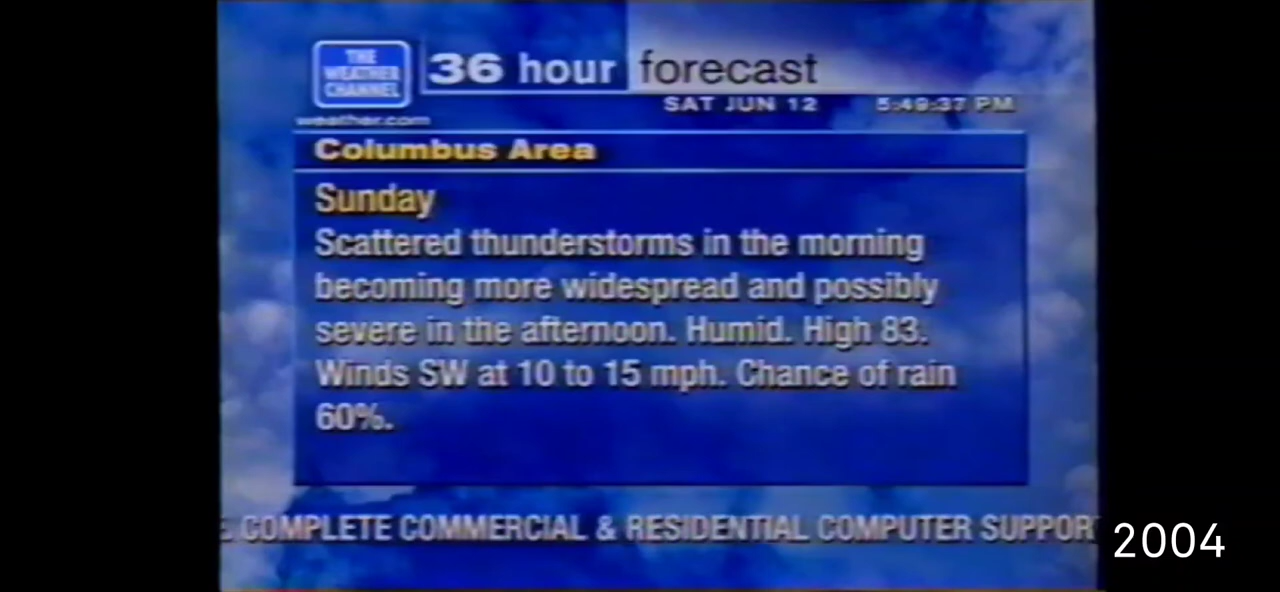 THE
WEATHER
CHANNEL
36 hour forecast
weather.com
SAT JUN 12 5:49:37 PM
Columbus Area
Sunday
Scattered thunderstorms in the morning
becoming more widespread and possibly
severe in the afternoon. Humid. High 83.
Winds SW at 10 to 15 mph. Chance of rain
60%.
COMPLETE COMMERCIAL & RESIDENTIAL COMPUTER SUPPOR
2004